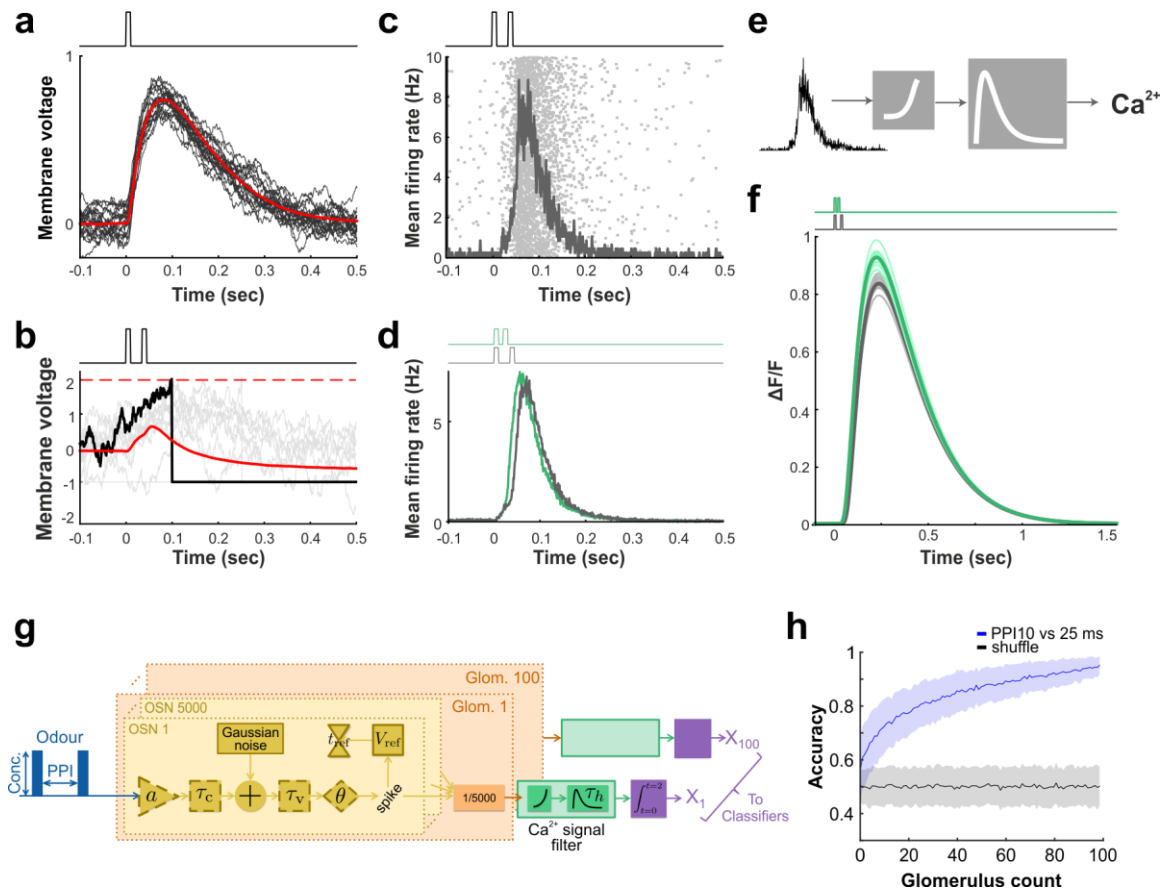 a
Membrane voltage
1
0
-0.1 0 0.1 0.2 0.3 0.4 0.5
Time (sec)
b
Membrane voltage
2
1
0
-1
-2
-0.1 0 0.1 0.2 0.3 0.4 0.5
Time (sec)
c
Mean firing rate (Hz)
10
8
6
4
2
0
-0.1 0 0.1 0.2 0.3 0.4 0.5
Time (sec)
d
Mean firing rate (Hz)
5
0
-0.1 0 0.1 0.2 0.3 0.4 0.5
Time (sec)
e
Ca²⁺
f
ΔF/F
1
0.8
0.6
0.4
0.2
0
0 0.5 1 1.5
Time (sec)
g
Odour
Conc.
PPI
Glom. 100
Glom. 1
OSN 5000
OSN 1
Gaussian
noise
t_ref
V_ref
a
τ_c
+
τ_v
θ
spike
1/5000
τ_h
Ca²⁺ signal
filter
∫_{t=0}^{t=2}
X₁₀₀
X₁
To
Classifiers
h
PPI10 vs 25 ms
shuffle
Accuracy
1
0.8
0.6
0.4
0 20 40 60 80 100
Glomerulus count